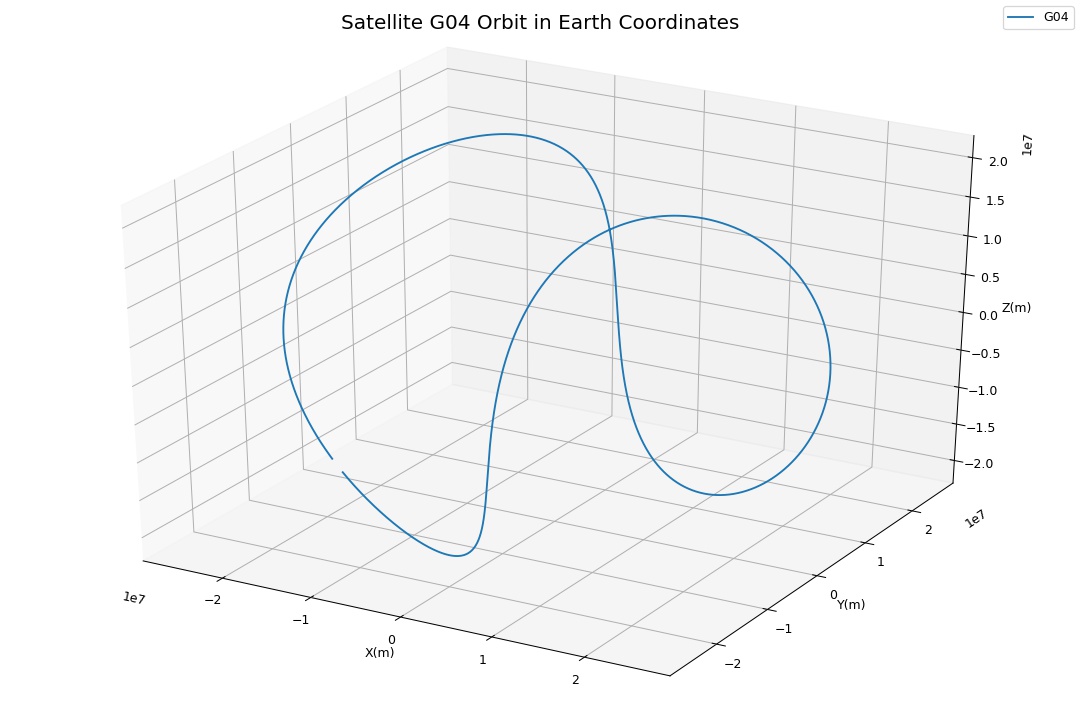 Satellite G04 Orbit in Earth Coordinates
G04
1e7
2.0
1.5
1.0
0.5
0.0
Z(m)
−0.5
−1.0
−1.5
−2.0
1e7
2
1
0
Y(m)
−1
−2
1e7
−2
−1
0
X(m)
1
2